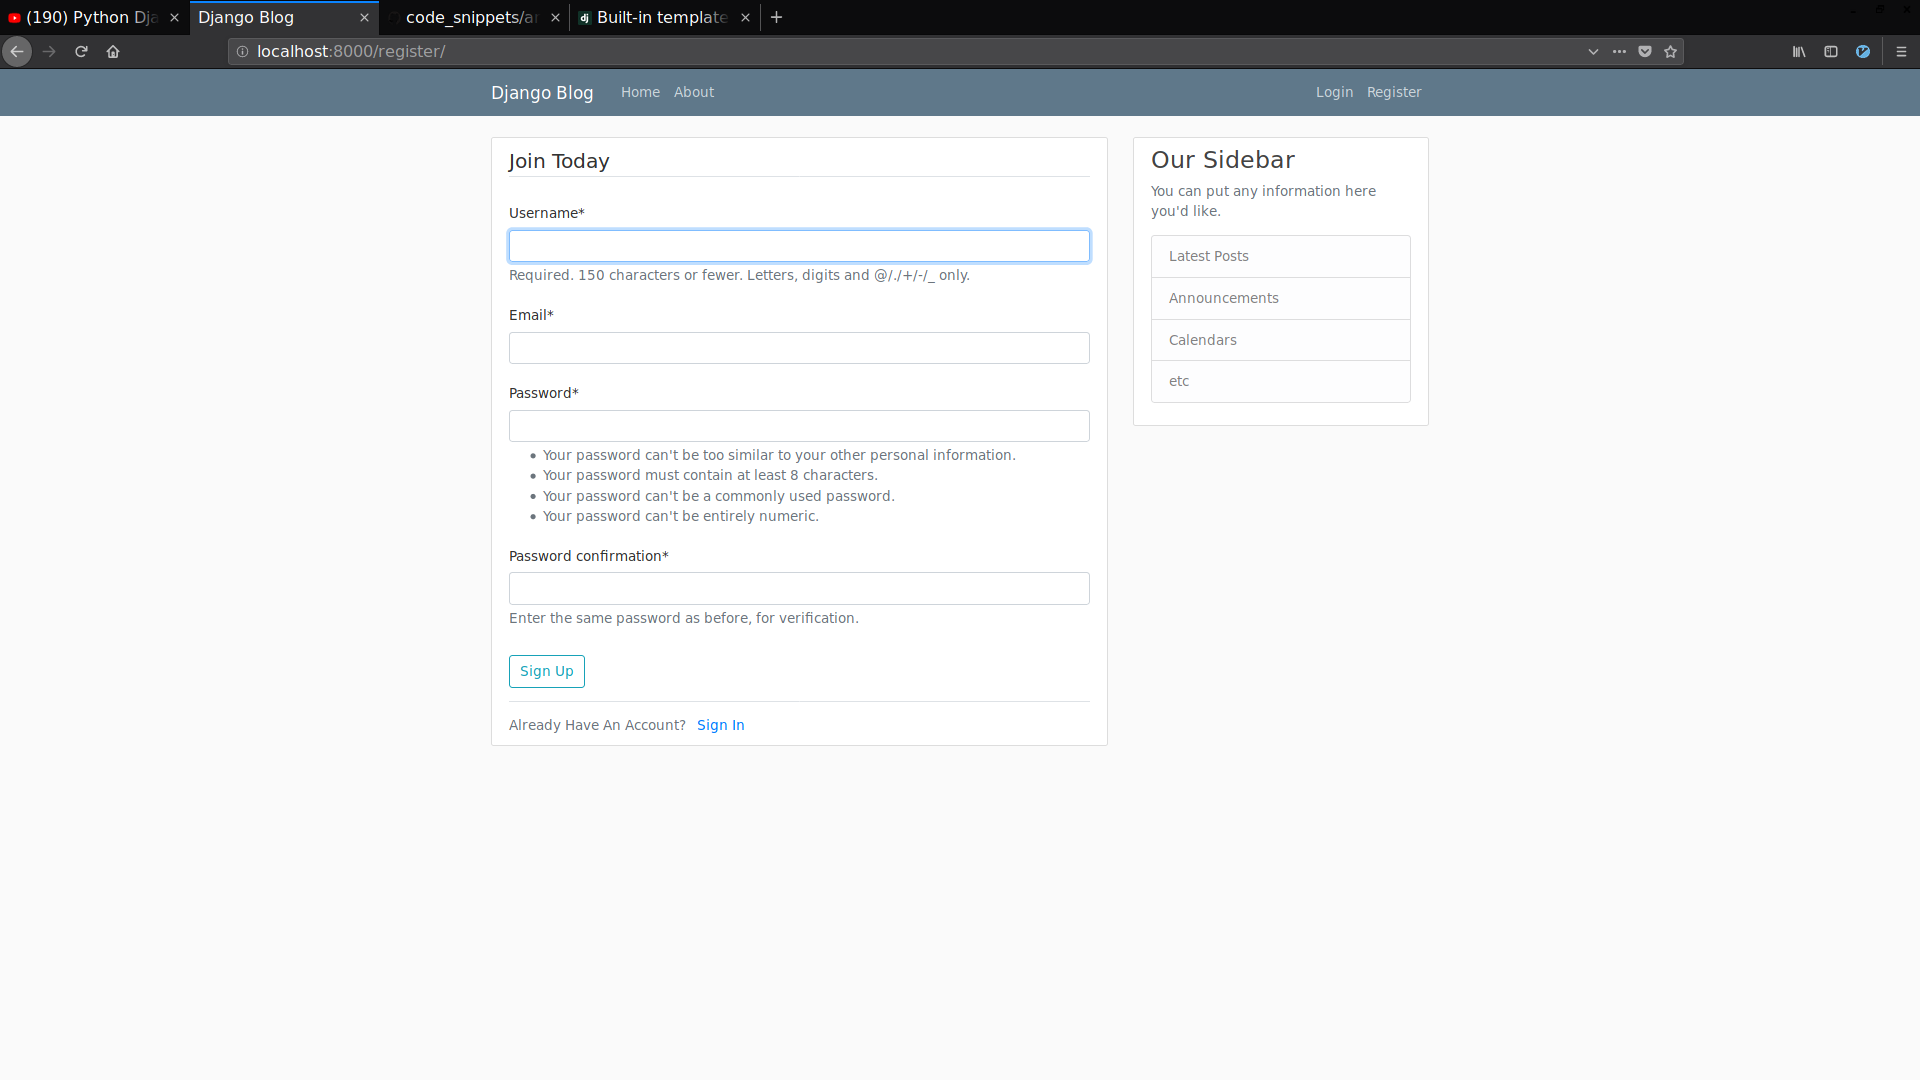 (190) Python Dja
Django Blog
code_snippets/a
Built-in template
localhost:8000/register/
Django Blog Home About Login Register
Join Today
Username*
Required. 150 characters or fewer. Letters, digits and @/./+/-/_ only.
Email*
Password*
Your password can't be too similar to your other personal information.
Your password must contain at least 8 characters.
Your password can't be a commonly used password.
Your password can't be entirely numeric.
Password confirmation*
Enter the same password as before, for verification.
Sign Up
Already Have An Account? Sign In
Our Sidebar
You can put any information here
you'd like.
Latest Posts
Announcements
Calendars
etc